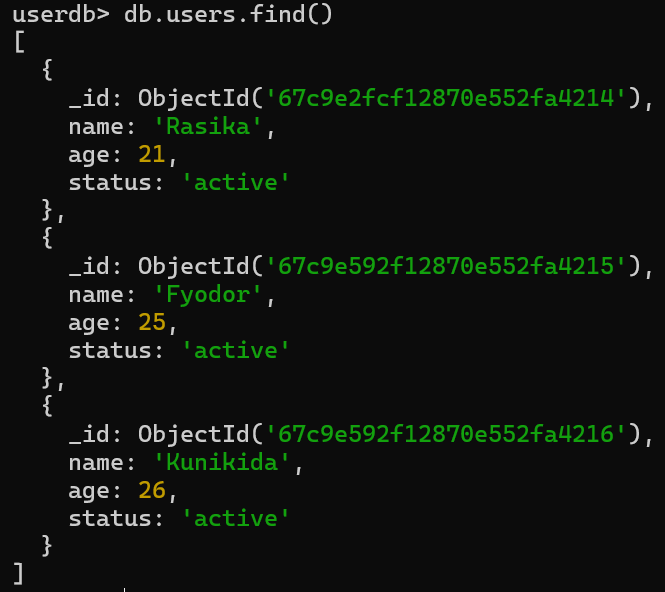 userdb> db.users.find()
[
  {
    _id: ObjectId('67c9e2fcf12870e552fa4214'),
    name: 'Rasika',
    age: 21,
    status: 'active'
  },
  {
    _id: ObjectId('67c9e592f12870e552fa4215'),
    name: 'Fyodor',
    age: 25,
    status: 'active'
  },
  {
    _id: ObjectId('67c9e592f12870e552fa4216'),
    name: 'Kunikida',
    age: 26,
    status: 'active'
  }
]